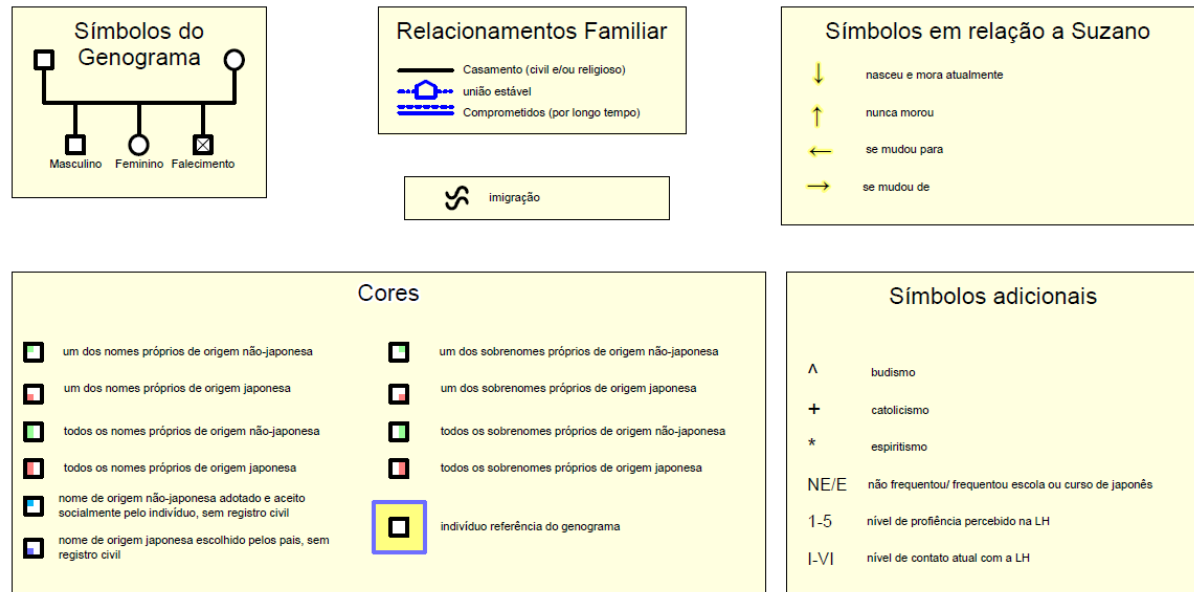 Símbolos do
Genograma
Masculino Feminino Falecimento
Relacionamentos Familiar
Casamento (civil e/ou religioso)
união estável
Comprometidos (por longo tempo)
imigração
Símbolos em relação a Suzano
↓ nasceu e mora atualmente
↑ nunca morou
← se mudou para
→ se mudou de
Cores
um dos nomes próprios de origem não-japonesa
um dos nomes próprios de origem japonesa
todos os nomes próprios de origem não-japonesa
todos os nomes próprios de origem japonesa
nome de origem não-japonesa adotado e aceito
socialmente pelo indivíduo, sem registro civil
nome de origem japonesa escolhido pelos pais, sem
registro civil
um dos sobrenomes próprios de origem não-japonesa
um dos sobrenomes próprios de origem japonesa
todos os sobrenomes próprios de origem não-japonesa
todos os sobrenomes próprios de origem japonesa
indivíduo referência do genograma
Símbolos adicionais
^ budismo
+ catolicismo
* espiritismo
NE/E não frequentou/ frequentou escola ou curso de japonês
1-5 nível de profiência percebido na LH
I-VI nível de contato atual com a LH